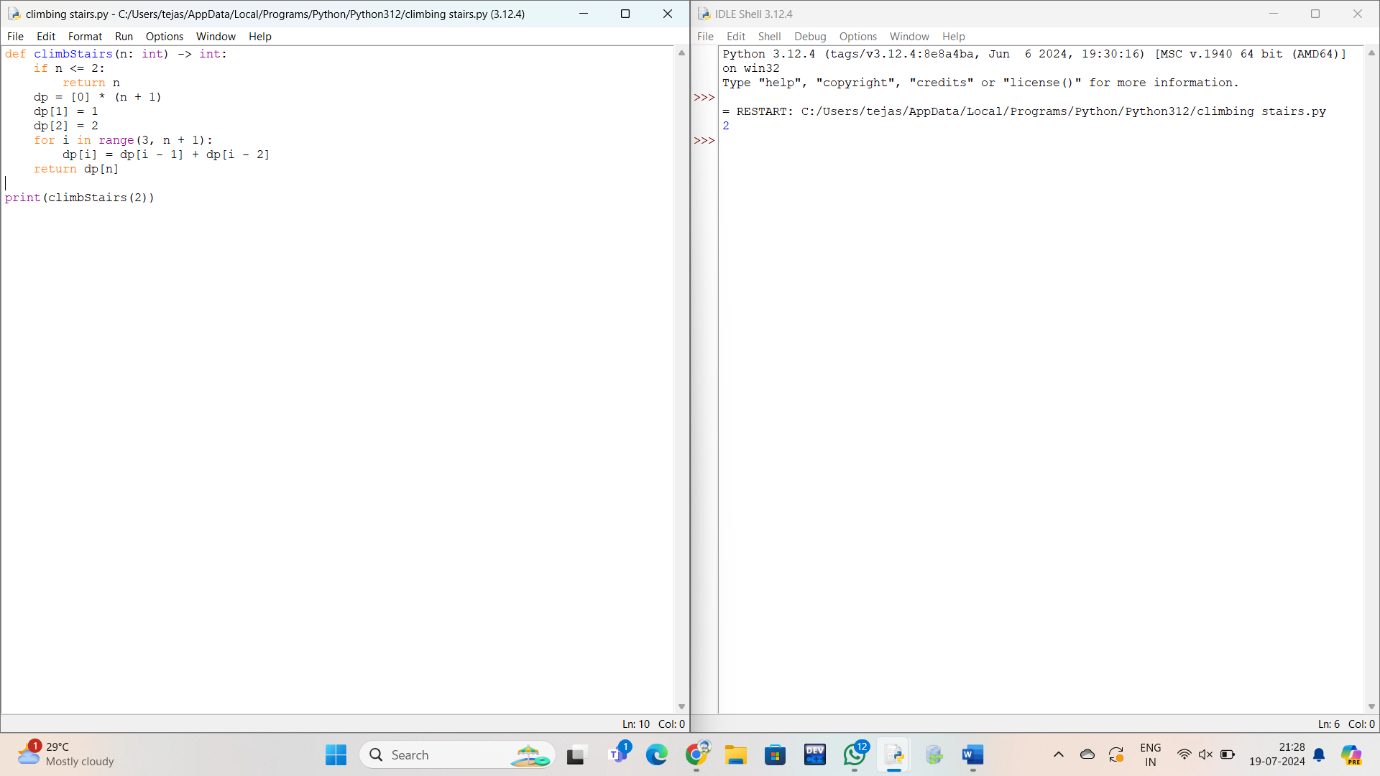 climbing stairs.py - C:/Users/tejas/AppData/Local/Programs/Python/Python312/climbing stairs.py (3.12.4)
File Edit Format Run Options Window Help
def climbStairs(n: int) -> int:
    if n <= 2:
        return n
    dp = [0] * (n + 1)
    dp[1] = 1
    dp[2] = 2
    for i in range(3, n + 1):
        dp[i] = dp[i - 1] + dp[i - 2]
    return dp[n]
print(climbStairs(2))
Ln: 10 Col: 0
IDLE Shell 3.12.4
File Edit Shell Debug Options Window Help
Python 3.12.4 (tags/v3.12.4:8e8a4ba, Jun  6 2024, 19:30:16) [MSC v.1940 64 bit (AMD64)]
on win32
Type "help", "copyright", "credits" or "license()" for more information.
>>>
= RESTART: C:/Users/tejas/AppData/Local/Programs/Python/Python312/climbing stairs.py
2
>>>
Ln: 6 Col: 0
1
29°C
Mostly cloudy
Search
1
DEV
12
W
ENG
IN
21:28
19-07-2024
PRE